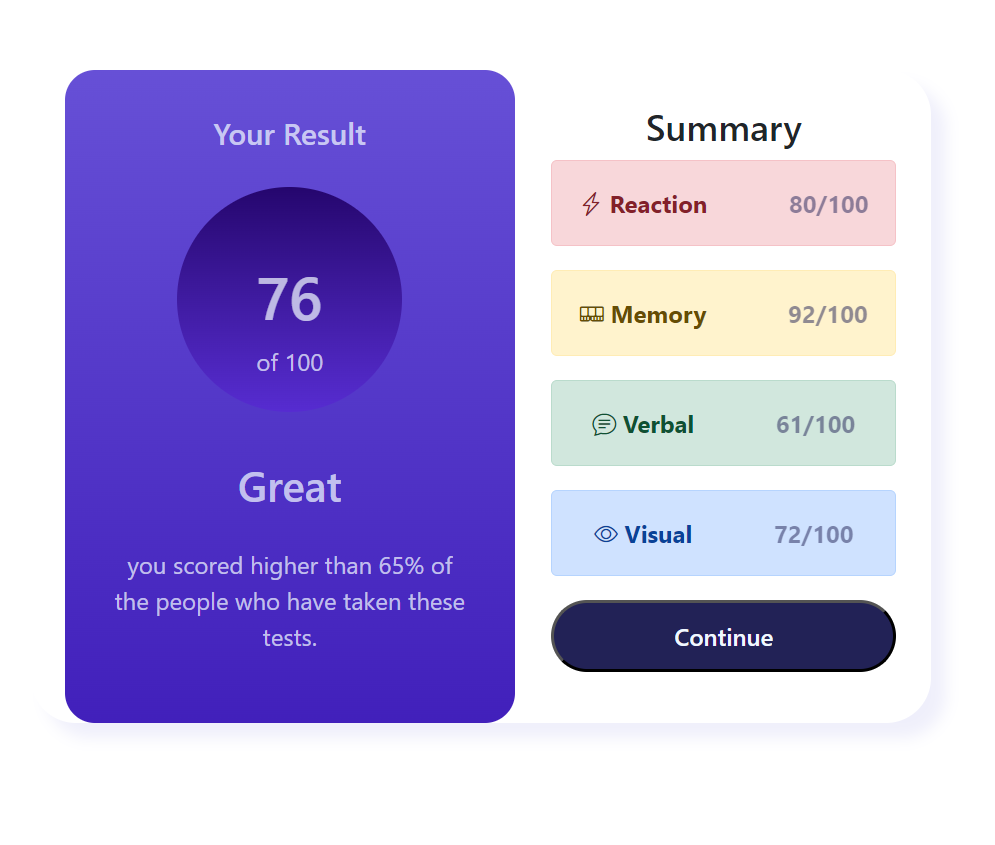 Your Result
76
of 100
Great
you scored higher than 65% of
the people who have taken these
tests.
Summary
Reaction 80/100
Memory 92/100
Verbal 61/100
Visual 72/100
Continue